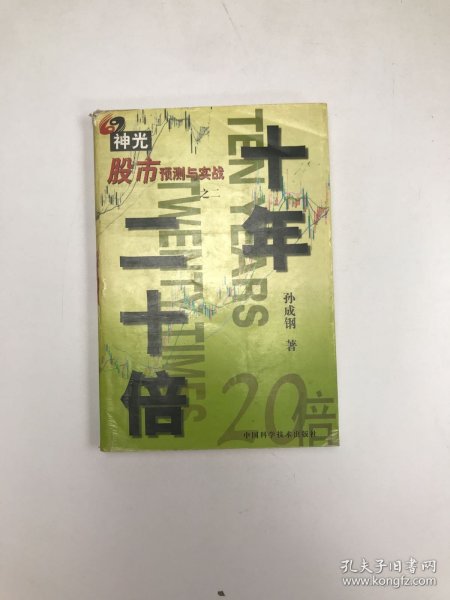 神光
股市预测与实战
之二
十年
二十倍
TEN YEARS
TWENTY TIMES
孙成钢 著
20倍
中国科学技术出版社
孔夫子旧书网
www.kongfz.com